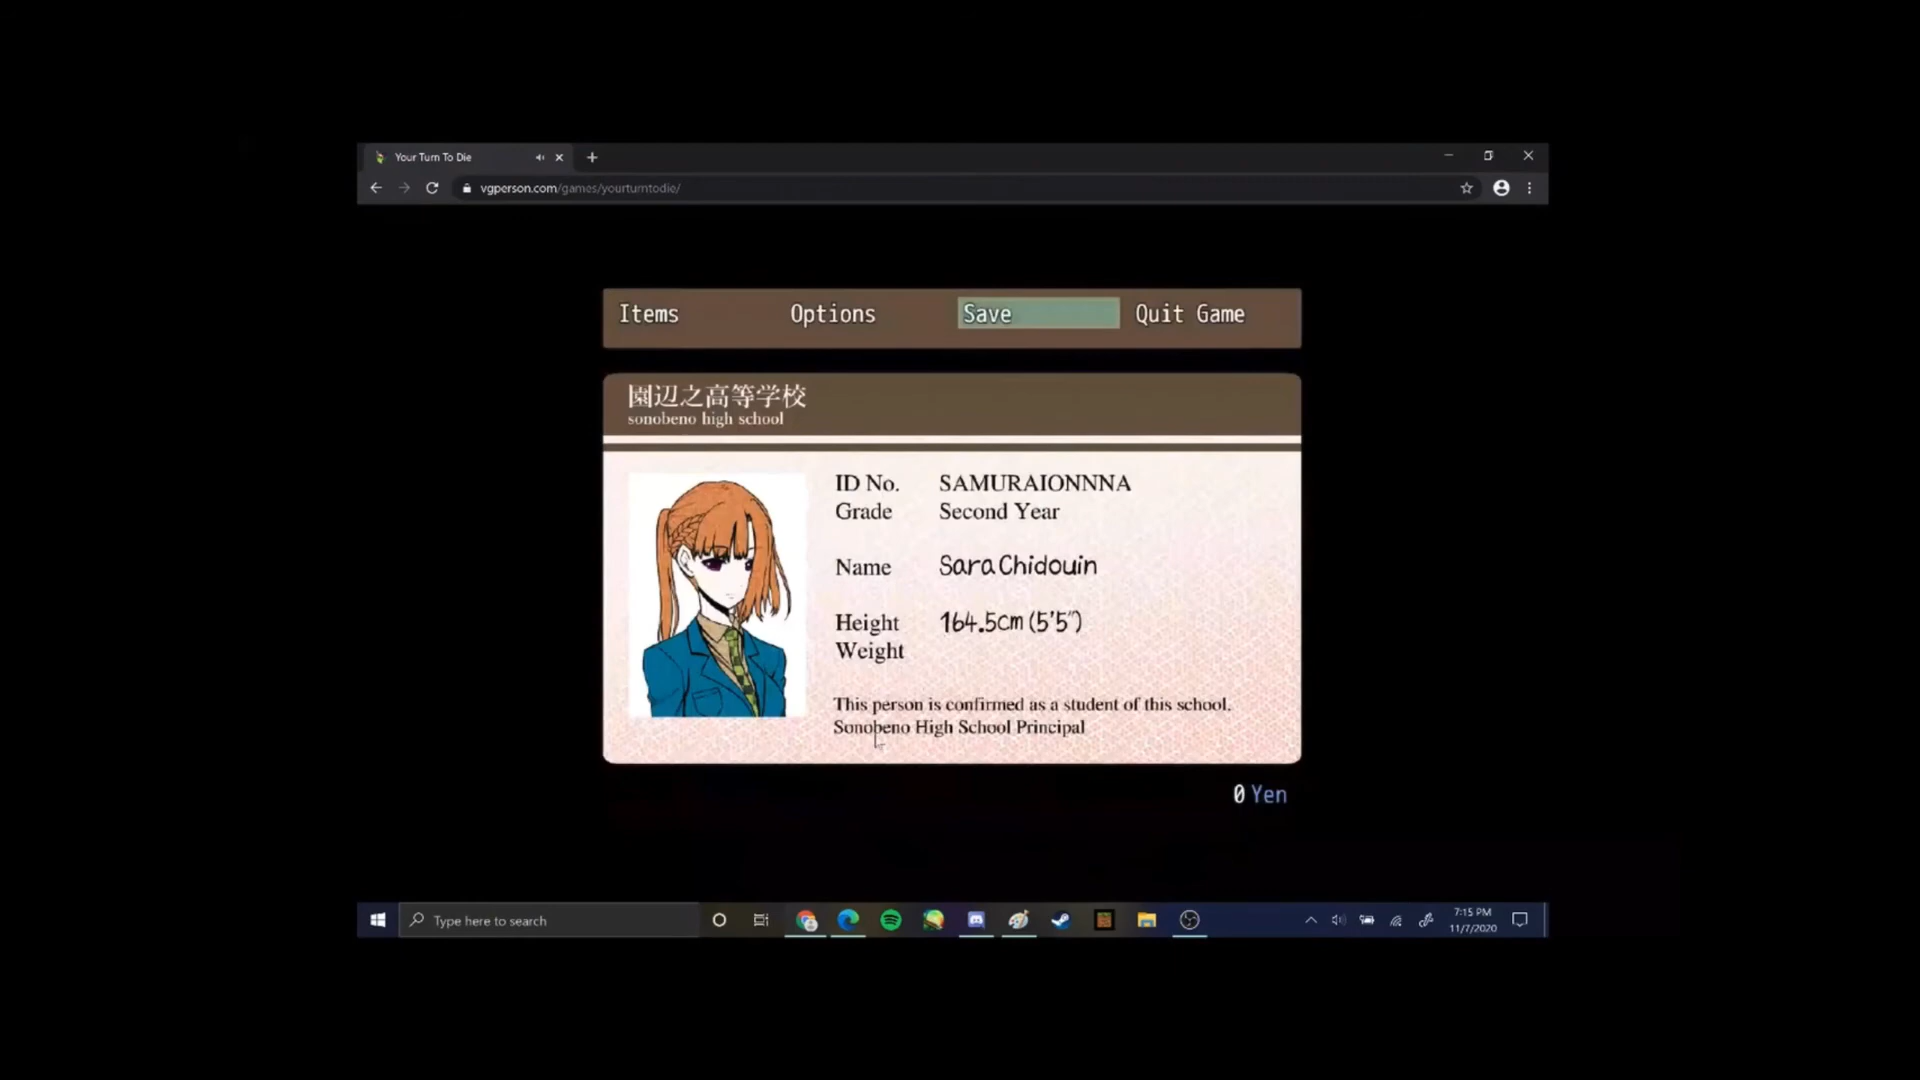 Your Turn To Die
vgperson.com/games/yourturntodie/
Items Options Save Quit Game
園辺之高等学校
sonobeno high school
ID No. SAMURAIONNNA
Grade Second Year
Name Sara Chidouin
Height 164.5cm (5'5")
Weight
This person is confirmed as a student of this school.
Sonobeno High School Principal
0 Yen
Type here to search
7:15 PM
11/7/2020